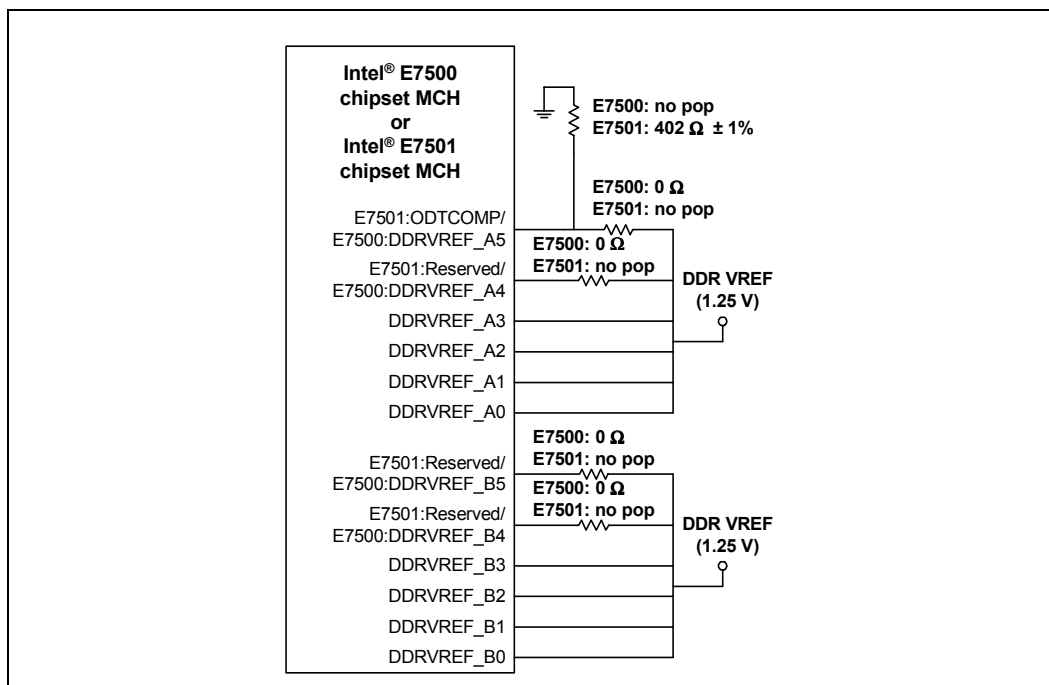 Intel® E7500
chipset MCH
or
Intel® E7501
chipset MCH
E7500: no pop
E7501: 402 Ω ± 1%
E7500: 0 Ω
E7501: no pop
E7501:ODTCOMP/
E7500:DDRVREF_A5
E7500: 0 Ω
E7501: no pop
E7501:Reserved/
E7500:DDRVREF_A4
DDR VREF
(1.25 V)
DDRVREF_A3
DDRVREF_A2
DDRVREF_A1
DDRVREF_A0
E7500: 0 Ω
E7501: no pop
E7501:Reserved/
E7500:DDRVREF_B5
E7500: 0 Ω
E7501: no pop
E7501:Reserved/
E7500:DDRVREF_B4
DDR VREF
(1.25 V)
DDRVREF_B3
DDRVREF_B2
DDRVREF_B1
DDRVREF_B0